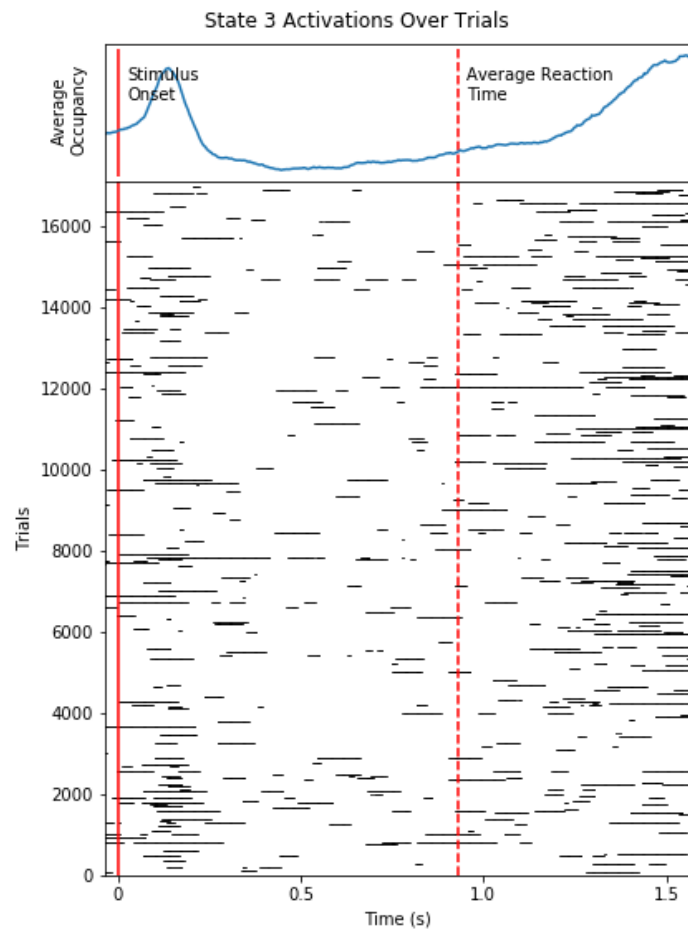 State 3 Activations Over Trials
Average
Occupancy
Stimulus
Onset
Average Reaction
Time
Trials
16000
14000
12000
10000
8000
6000
4000
2000
0
0
0.5
1.0
1.5
Time (s)